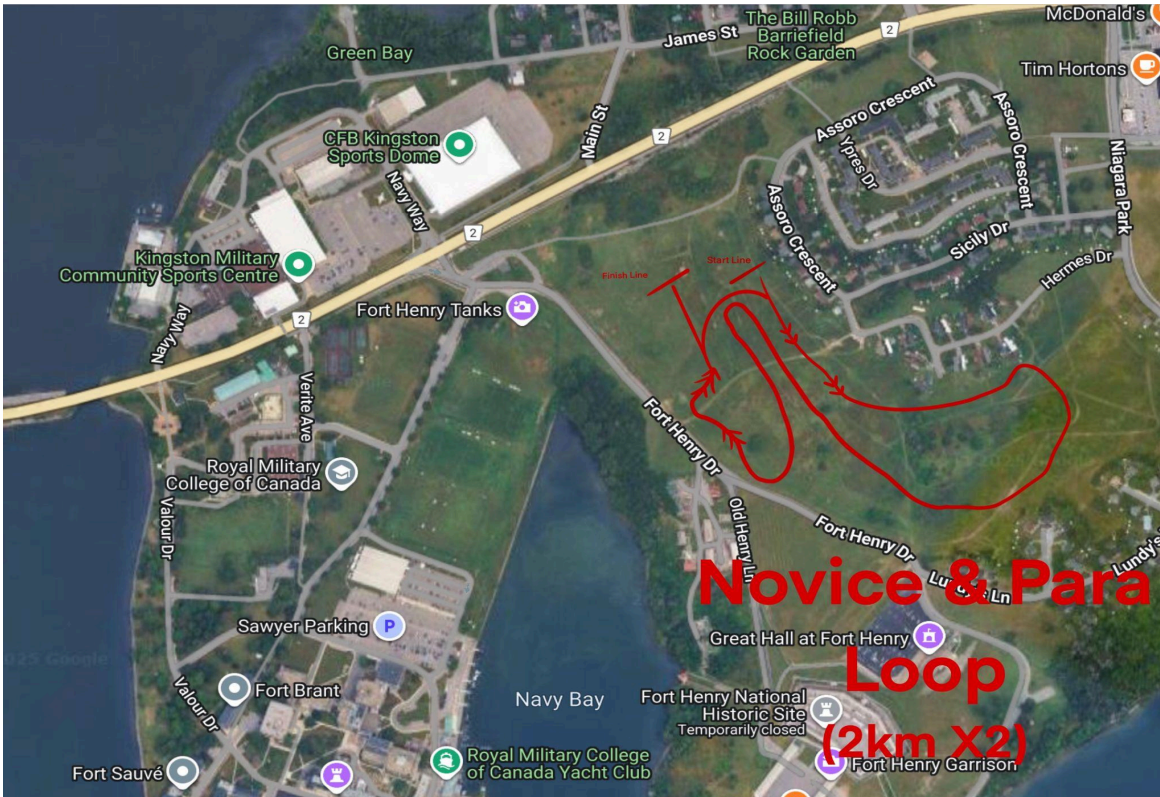 McDonald's
The Bill Robb
Barriefield
Rock Garden
2
James St
Green Bay
Tim Hortons
Assoro Crescent
Assoro Crescent
Main St
2
CFB Kingston
Sports Dome
Ypres Dr
Niagara Park
Navy Way
Assoro Crescent
Sicily Dr
2
Hermes Dr
Kingston Military
Community Sports Centre
Finish Line
Start Line
Fort Henry Tanks
2
Navy Way
Verite Ave
Fort Henry Dr
Royal Military
College of Canada
Valour Dr
Old Henry Ln
Fort Henry Dr
Lundy's
Novice & Para
Lundy's Ln
Sawyer Parking
P
Great Hall at Fort Henry
2025 Google
Loop
Fort Brant
Navy Bay
Fort Henry National
Historic Site
Temporarily closed
Valour Dr
(2km X2)
Royal Military College
of Canada Yacht Club
Fort Henry Garrison
Fort Sauvé